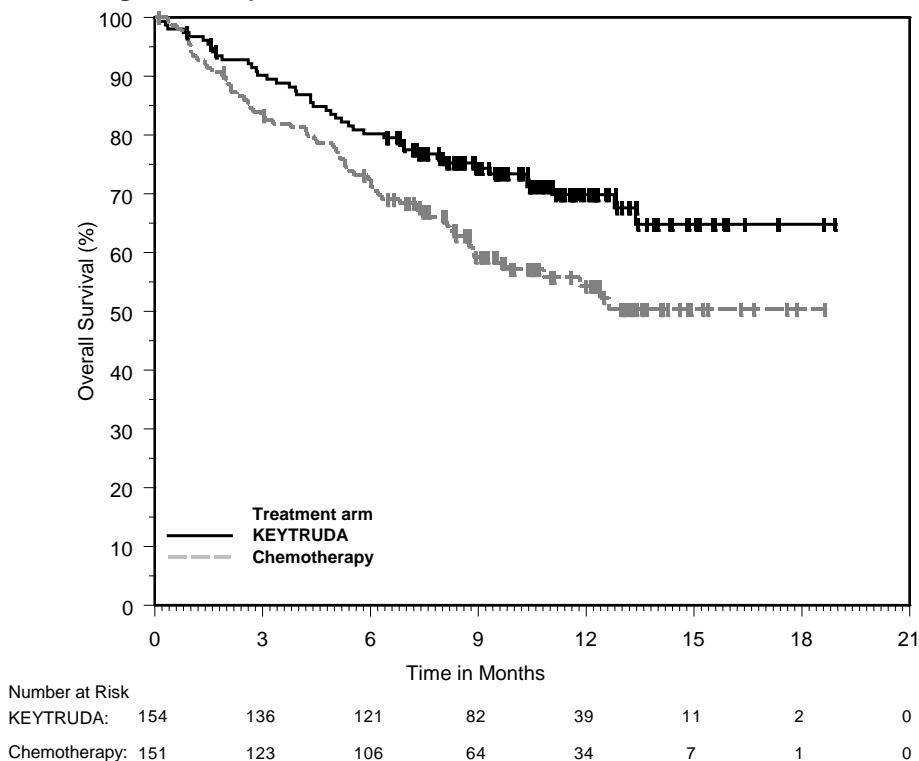 100
90
80
70
60
50
40
30
20
10
0
Overall Survival (%)
Treatment arm
KEYTRUDA
Chemotherapy
0 3 6 9 12 15 18 21
Time in Months
Number at Risk
KEYTRUDA: 154 136 121 82 39 11 2 0
Chemotherapy: 151 123 106 64 34 7 1 0